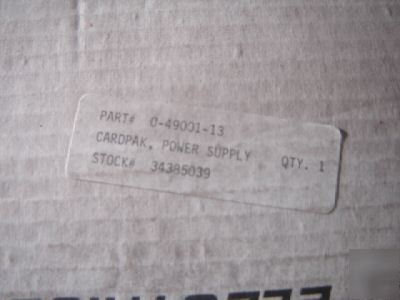 PART# 0-49001-13
CARDPAK, POWER SUPPLY QTY. 1
STOCK# 34385039